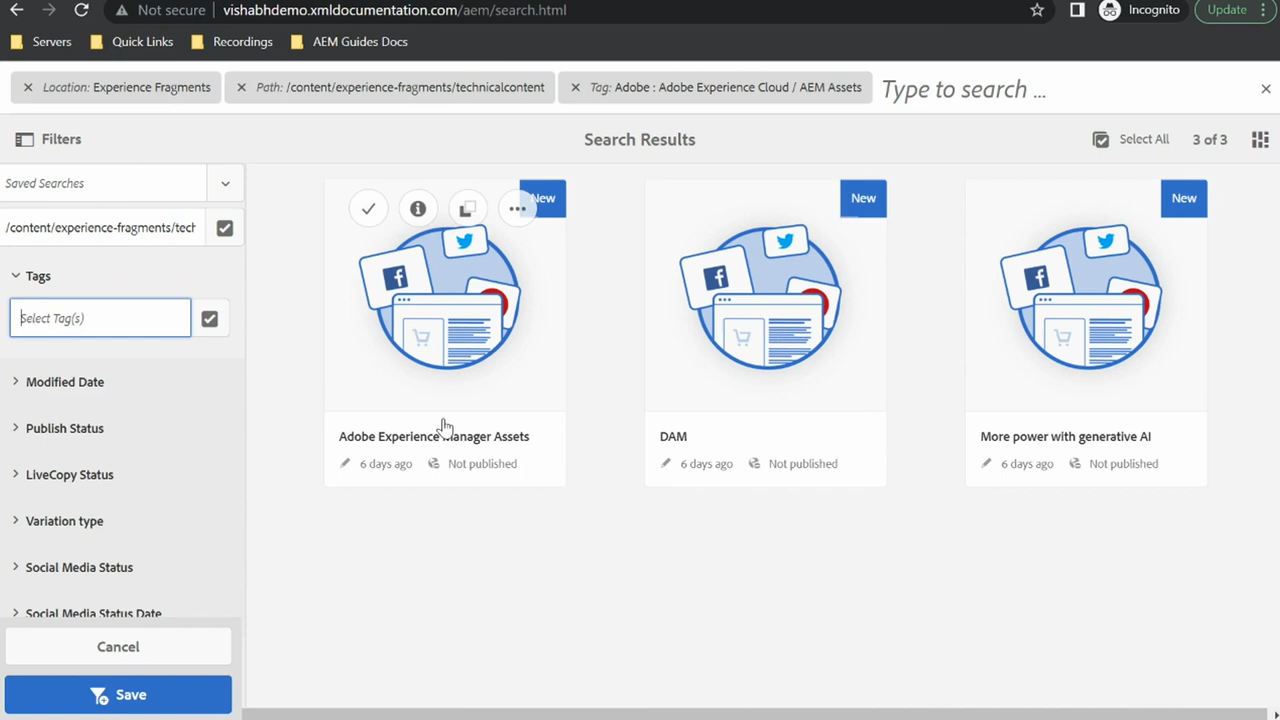 Not secure vishabhdemo.xmldocumentation.com/aem/search.html Incognito Update
Servers Quick Links Recordings AEM Guides Docs
Location: Experience Fragments Path: /content/experience-fragments/technicalcontent Tag: Adobe : Adobe Experience Cloud / AEM Assets Type to search ...
Filters Search Results Select All 3 of 3
Saved Searches
/content/experience-fragments/tech
Tags
Select Tag(s)
Modified Date
Publish Status
LiveCopy Status
Variation type
Social Media Status
Social Media Status Date
Cancel
Save
New
Adobe Experience Manager Assets
6 days ago Not published
New
DAM
6 days ago Not published
New
More power with generative AI
6 days ago Not published